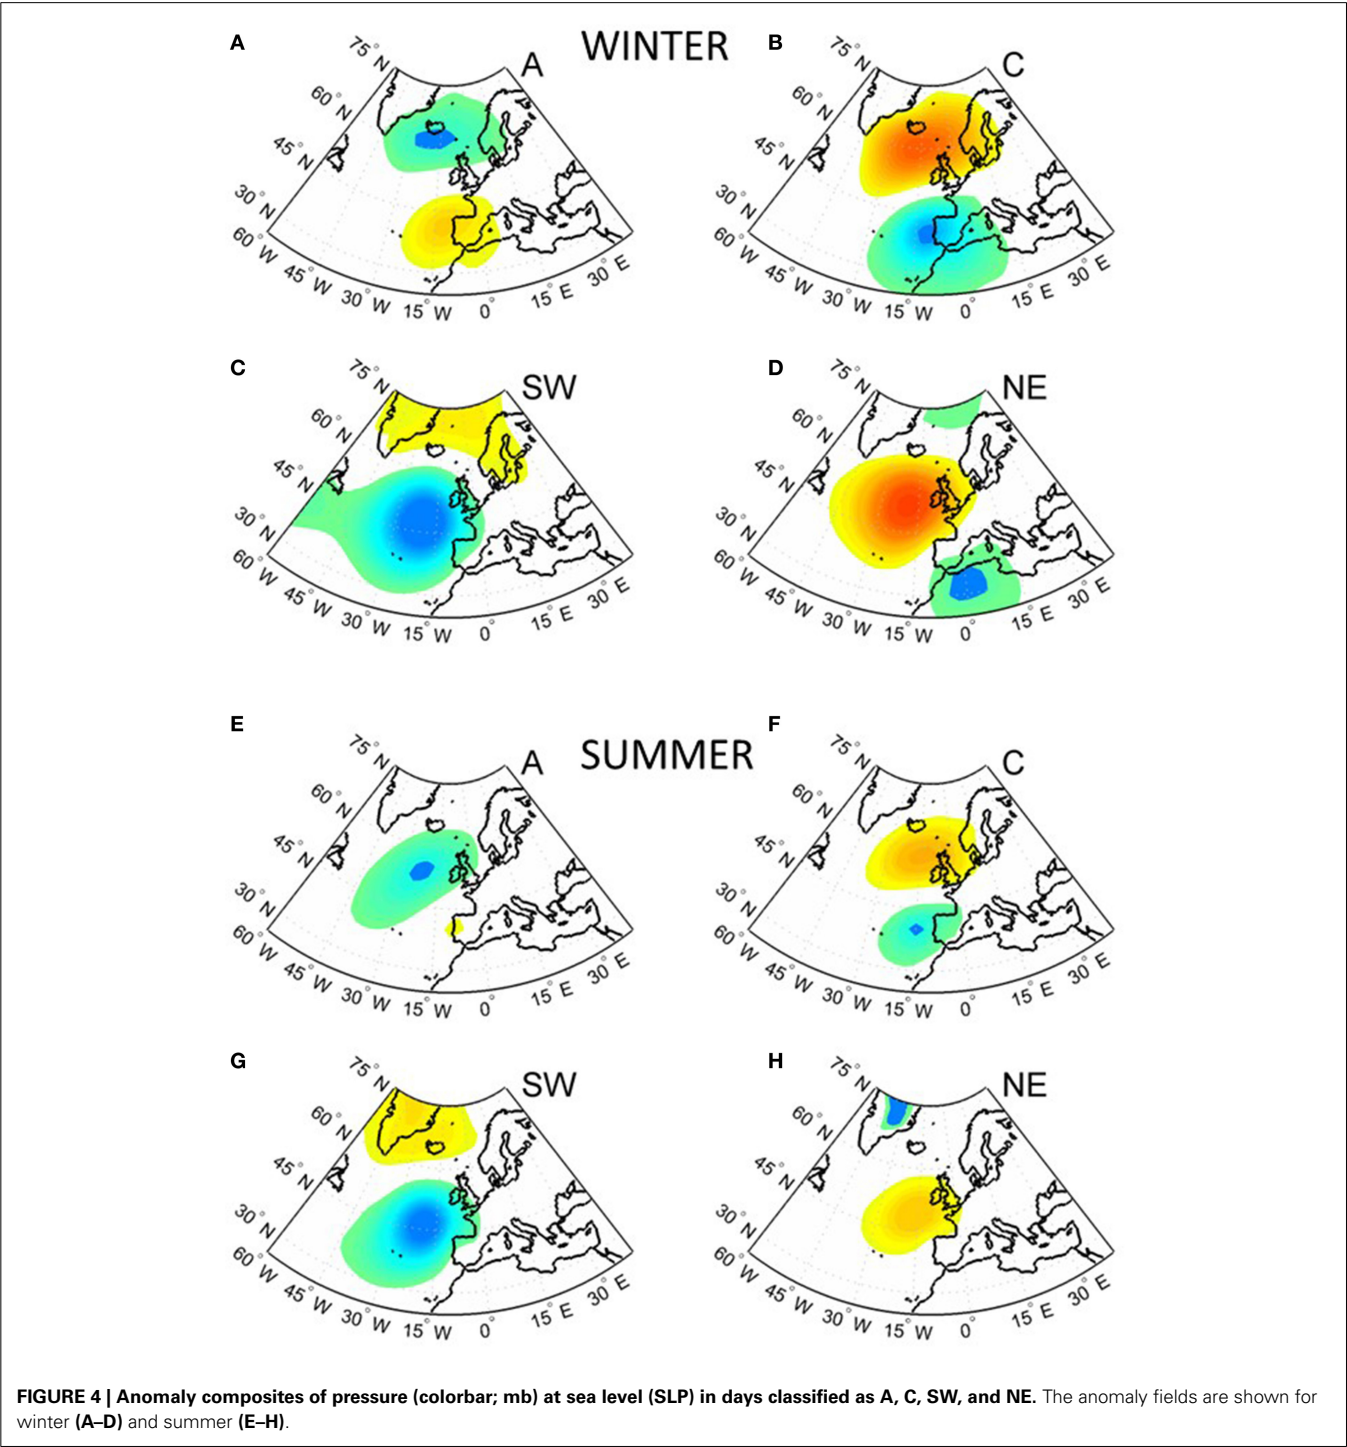 WINTER
A
A
75° N
60° N
45° N
30° N
60° W
45° W
30° W
15° W
0°
15° E
30° E
B
C
75° N
60° N
45° N
30° N
60° W
45° W
30° W
15° W
0°
15° E
30° E
C
SW
75° N
60° N
45° N
30° N
60° W
45° W
30° W
15° W
0°
15° E
30° E
D
NE
75° N
60° N
45° N
30° N
60° W
45° W
30° W
15° W
0°
15° E
30° E
SUMMER
E
A
75° N
60° N
45° N
30° N
60° W
45° W
30° W
15° W
0°
15° E
30° E
F
C
75° N
60° N
45° N
30° N
60° W
45° W
30° W
15° W
0°
15° E
30° E
G
SW
75° N
60° N
45° N
30° N
60° W
45° W
30° W
15° W
0°
15° E
30° E
H
NE
75° N
60° N
45° N
30° N
60° W
45° W
30° W
15° W
0°
15° E
30° E
FIGURE 4 | Anomaly composites of pressure (colorbar; mb) at sea level (SLP) in days classified as A, C, SW, and NE. The anomaly fields are shown for
winter (A–D) and summer (E–H).